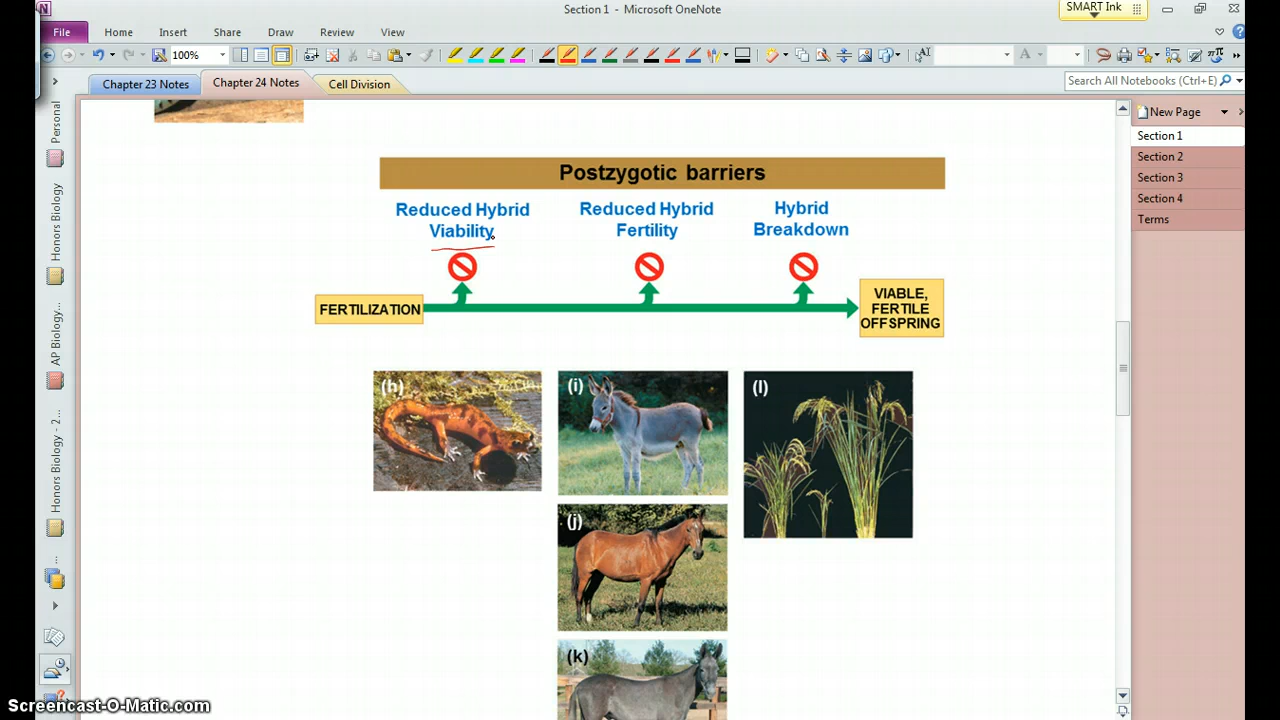 Section 1 - Microsoft OneNote
SMART Ink
File Home Insert Share Draw Review View
100%
Chapter 23 Notes Chapter 24 Notes Cell Division
Search All Notebooks (Ctrl+E)
New Page
Section 1
Section 2
Section 3
Section 4
Terms
Personal
Honors Biology
AP Biology...
Honors Biology - 2...
...
Postzygotic barriers
Reduced Hybrid
Viability
Reduced Hybrid
Fertility
Hybrid
Breakdown
FERTILIZATION
VIABLE,
FERTILE
OFFSPRING
(h)
(i)
(l)
(j)
(k)
Screencast-O-Matic.com